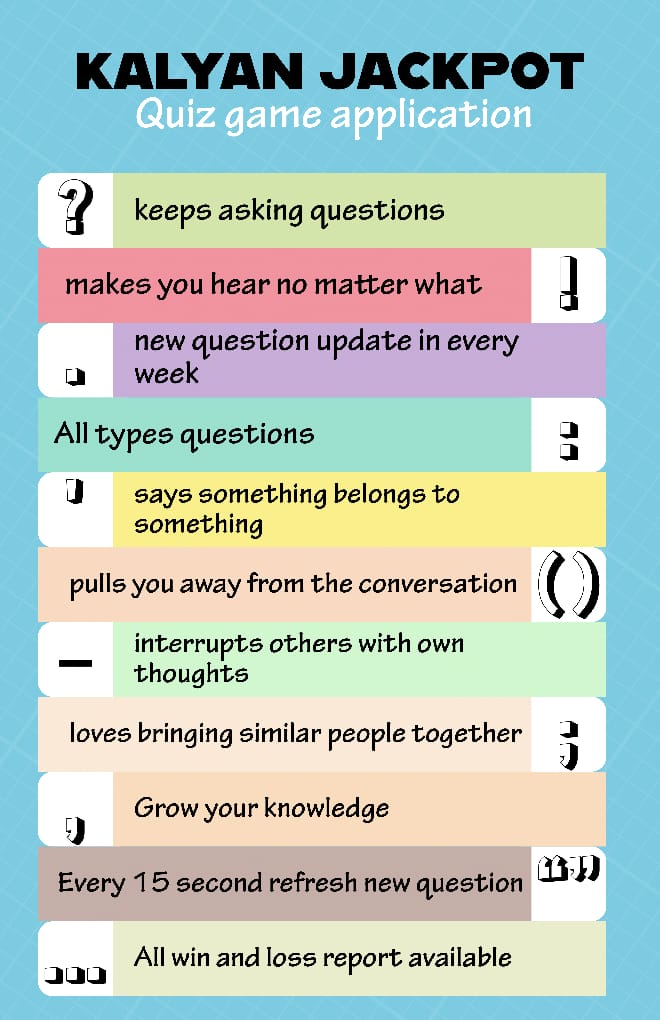 KALYAN JACKPOT
Quiz game application
?
keeps asking questions
makes you hear no matter what
!
.
new question update in every
week
All types questions
:
'
says something belongs to
something
pulls you away from the conversation
()
–
interrupts others with own
thoughts
loves bringing similar people together
;
,
Grow your knowledge
Every 15 second refresh new question
“”
...
All win and loss report available